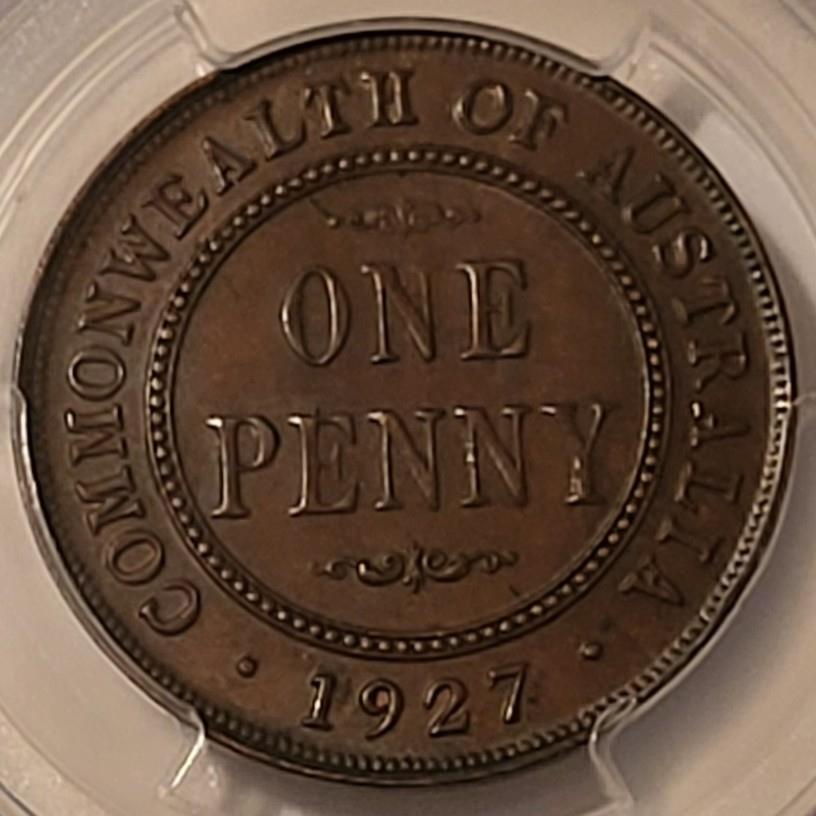 COMMONWEALTH OF AUSTRALIA
ONE
PENNY
· 1927 ·